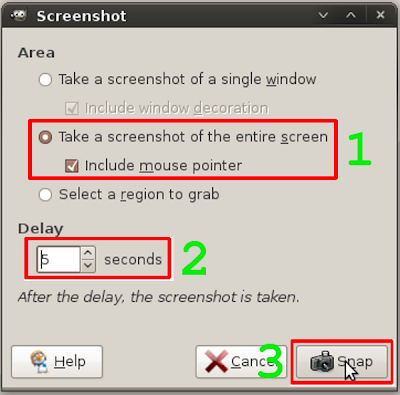 Screenshot
Area
Take a screenshot of a single window
Include window decoration
Take a screenshot of the entire screen
Include mouse pointer
1
Select a region to grab
Delay
5 seconds
2
After the delay, the screenshot is taken.
Help
Cancel
3
Snap